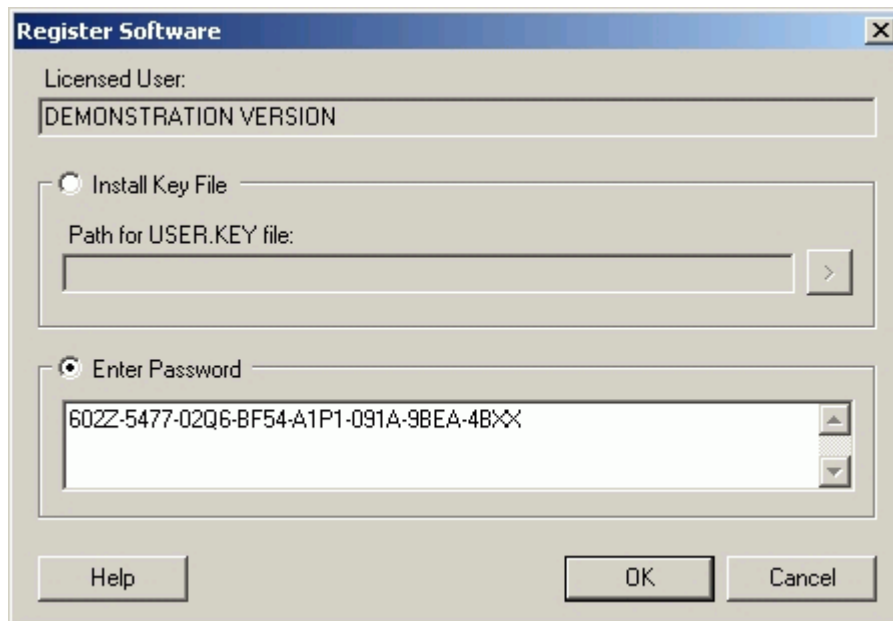 Register Software
Licensed User:
DEMONSTRATION VERSION
Install Key File
Path for USER.KEY file:
>
Enter Password
602Z-5477-02Q6-BF54-A1P1-091A-9BEA-4BXX
Help OK Cancel